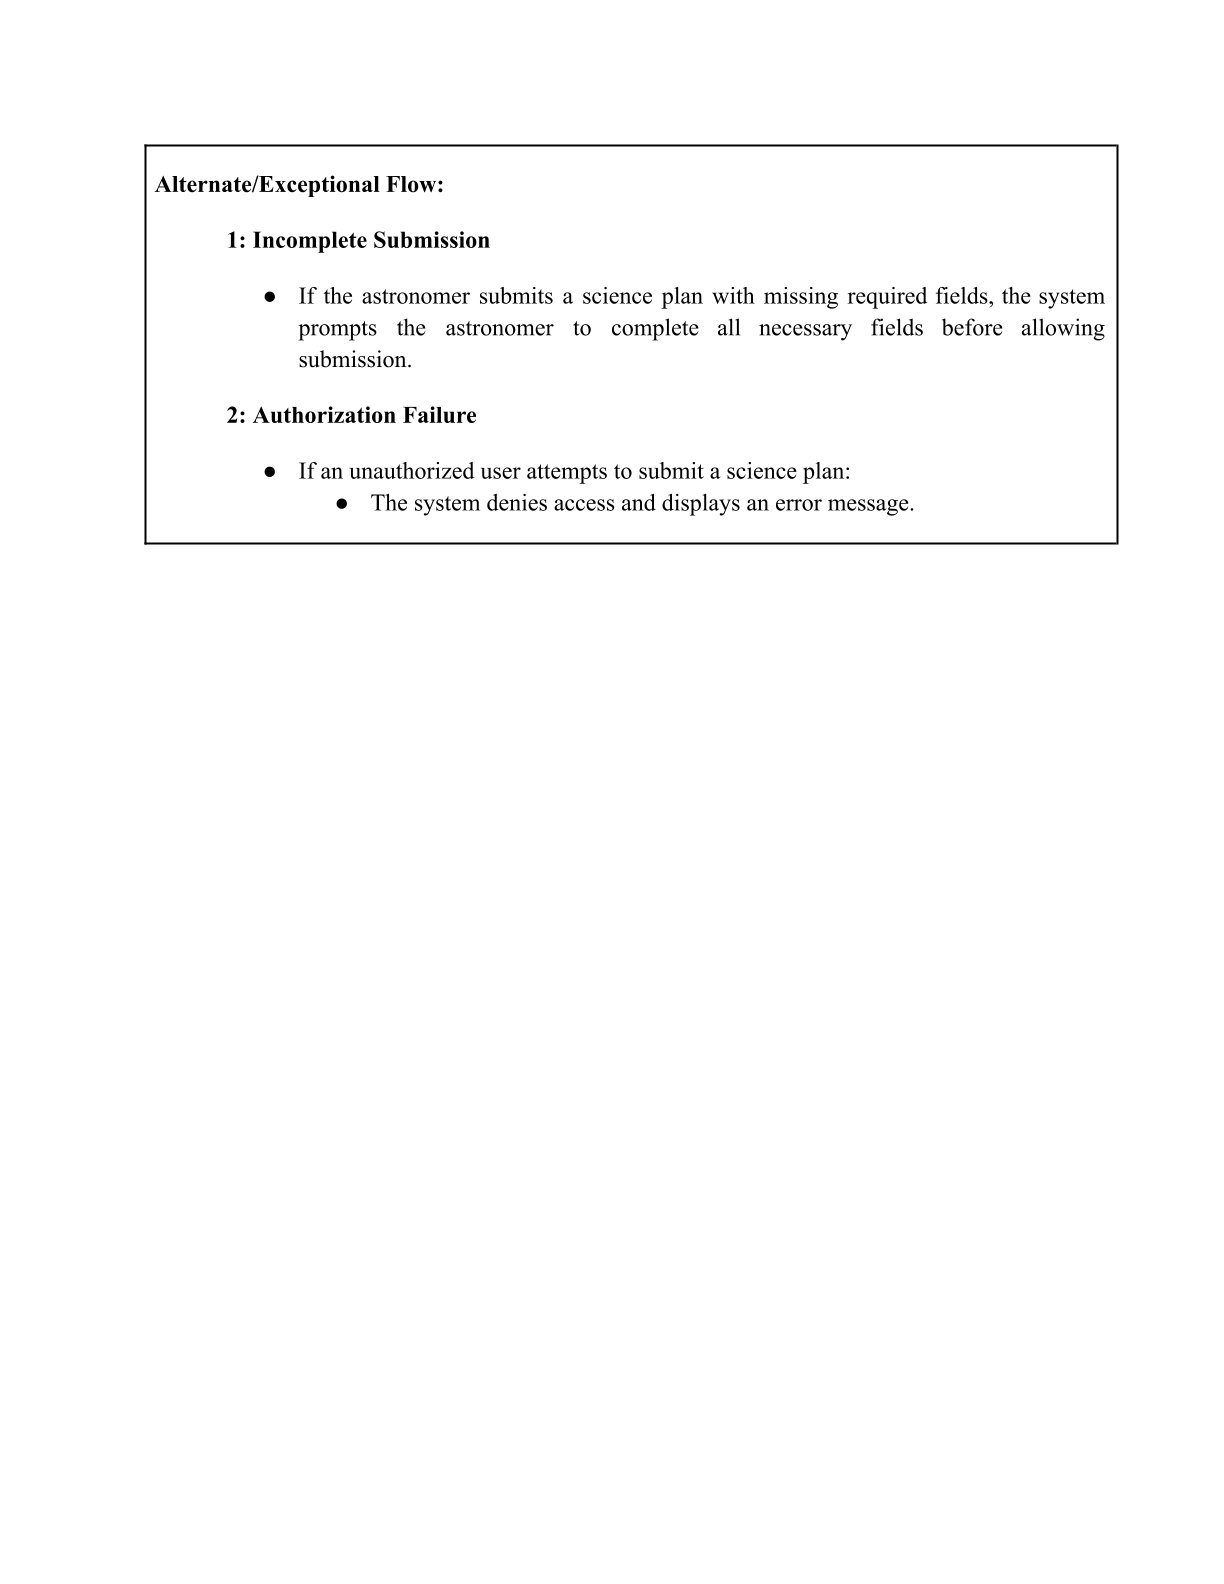 Alternate/Exceptional Flow:
1: Incomplete Submission
● If the astronomer submits a science plan with missing required fields, the system
prompts the astronomer to complete all necessary fields before allowing
submission.
2: Authorization Failure
● If an unauthorized user attempts to submit a science plan:
● The system denies access and displays an error message.